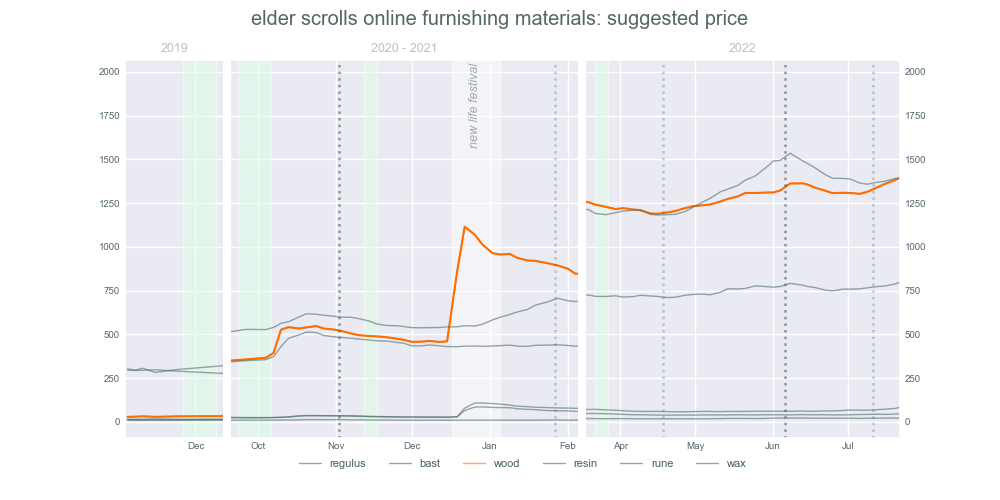 elder scrolls online furnishing materials: suggested price
2019
2020 - 2021
2022
2000
1750
1500
1250
1000
750
500
250
0
new life festival
2000
1750
1500
1250
1000
750
500
250
0
Dec
Oct
Nov
Dec
Jan
Feb
Apr
May
Jun
Jul
regulus
bast
wood
resin
rune
wax